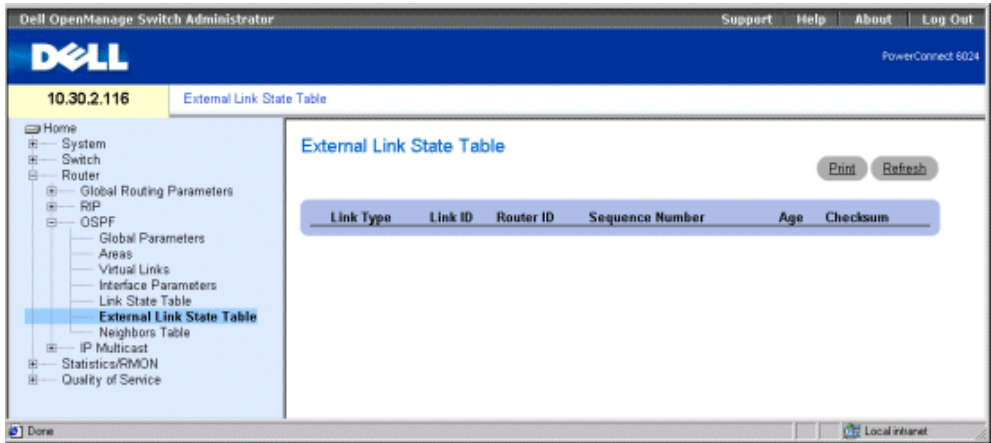 Dell OpenManage Switch Administrator
Support Help About Log Out
DELL
PowerConnect 6024
10.30.2.116
External Link State Table
Home
System
Switch
Router
Global Routing Parameters
RIP
OSPF
Global Parameters
Areas
Virtual Links
Interface Parameters
Link State Table
External Link State Table
Neighbors Table
IP Multicast
Statistics/RMON
Quality of Service
External Link State Table
Print Refresh
Link Type Link ID Router ID Sequence Number Age Checksum
Done
Local intranet